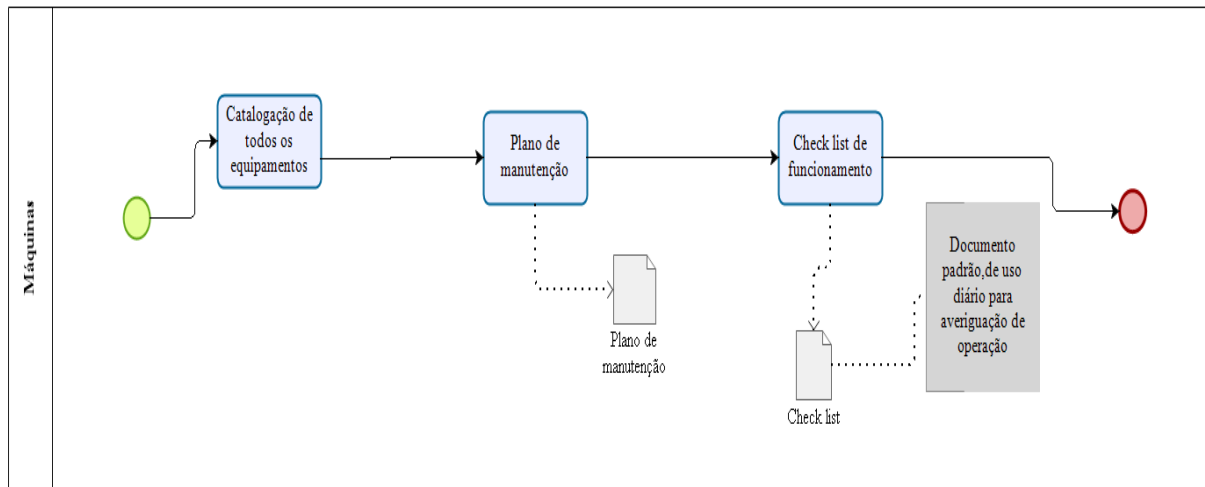 Máquinas
Catalogação de
todos os
equipamentos
Plano de
manutenção
Check list de
funcionamento
Plano de
manutenção
Check list
Documento
padrão,de uso
diário para
averiguação de
operação